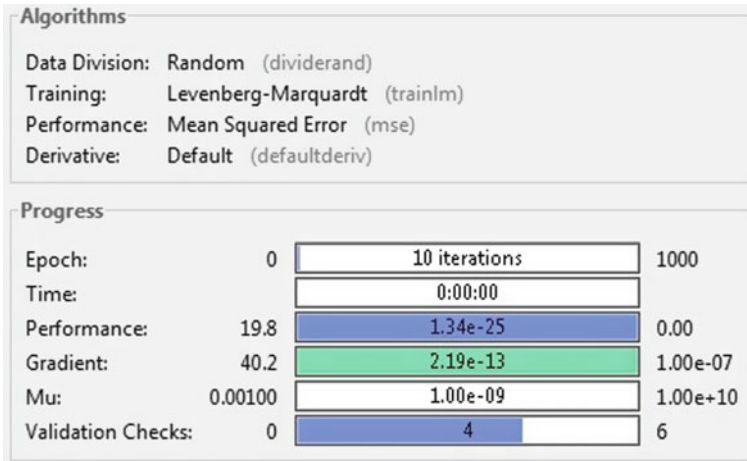 Algorithms
Data Division: Random (dividerand)
Training: Levenberg-Marquardt (trainlm)
Performance: Mean Squared Error (mse)
Derivative: Default (defaultderiv)
Progress
Epoch: 0 10 iterations 1000
Time: 0:00:00
Performance: 19.8 1.34e-25 0.00
Gradient: 40.2 2.19e-13 1.00e-07
Mu: 0.00100 1.00e-09 1.00e+10
Validation Checks: 0 4 6